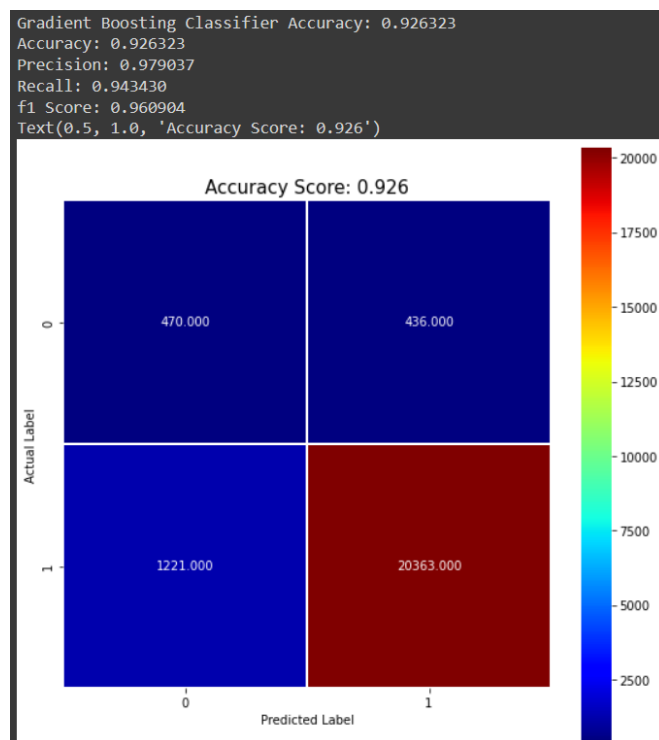 Gradient Boosting Classifier Accuracy: 0.926323
Accuracy: 0.926323
Precision: 0.979037
Recall: 0.943430
f1 Score: 0.960904
Text(0.5, 1.0, 'Accuracy Score: 0.926')
Accuracy Score: 0.926
20000
17500
15000
12500
10000
7500
5000
2500
Actual Label
0
470.000
436.000
1
1221.000
20363.000
0
1
Predicted Label